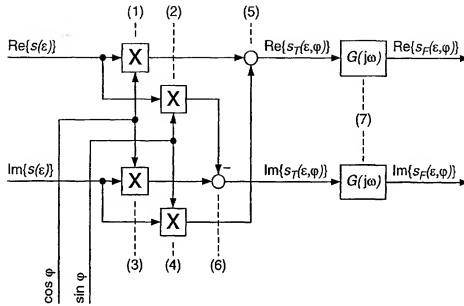 (1) (2) (5)
Re{s(ε)} X Re{s_T(ε,φ)} G(jω) Re{s_F(ε,φ)}
X
(7)
–
Im{s(ε)} X Im{s_T(ε,φ)} G(jω) Im{s_F(ε,φ)}
X
(3) (4) (6)
cos φ
sin φ